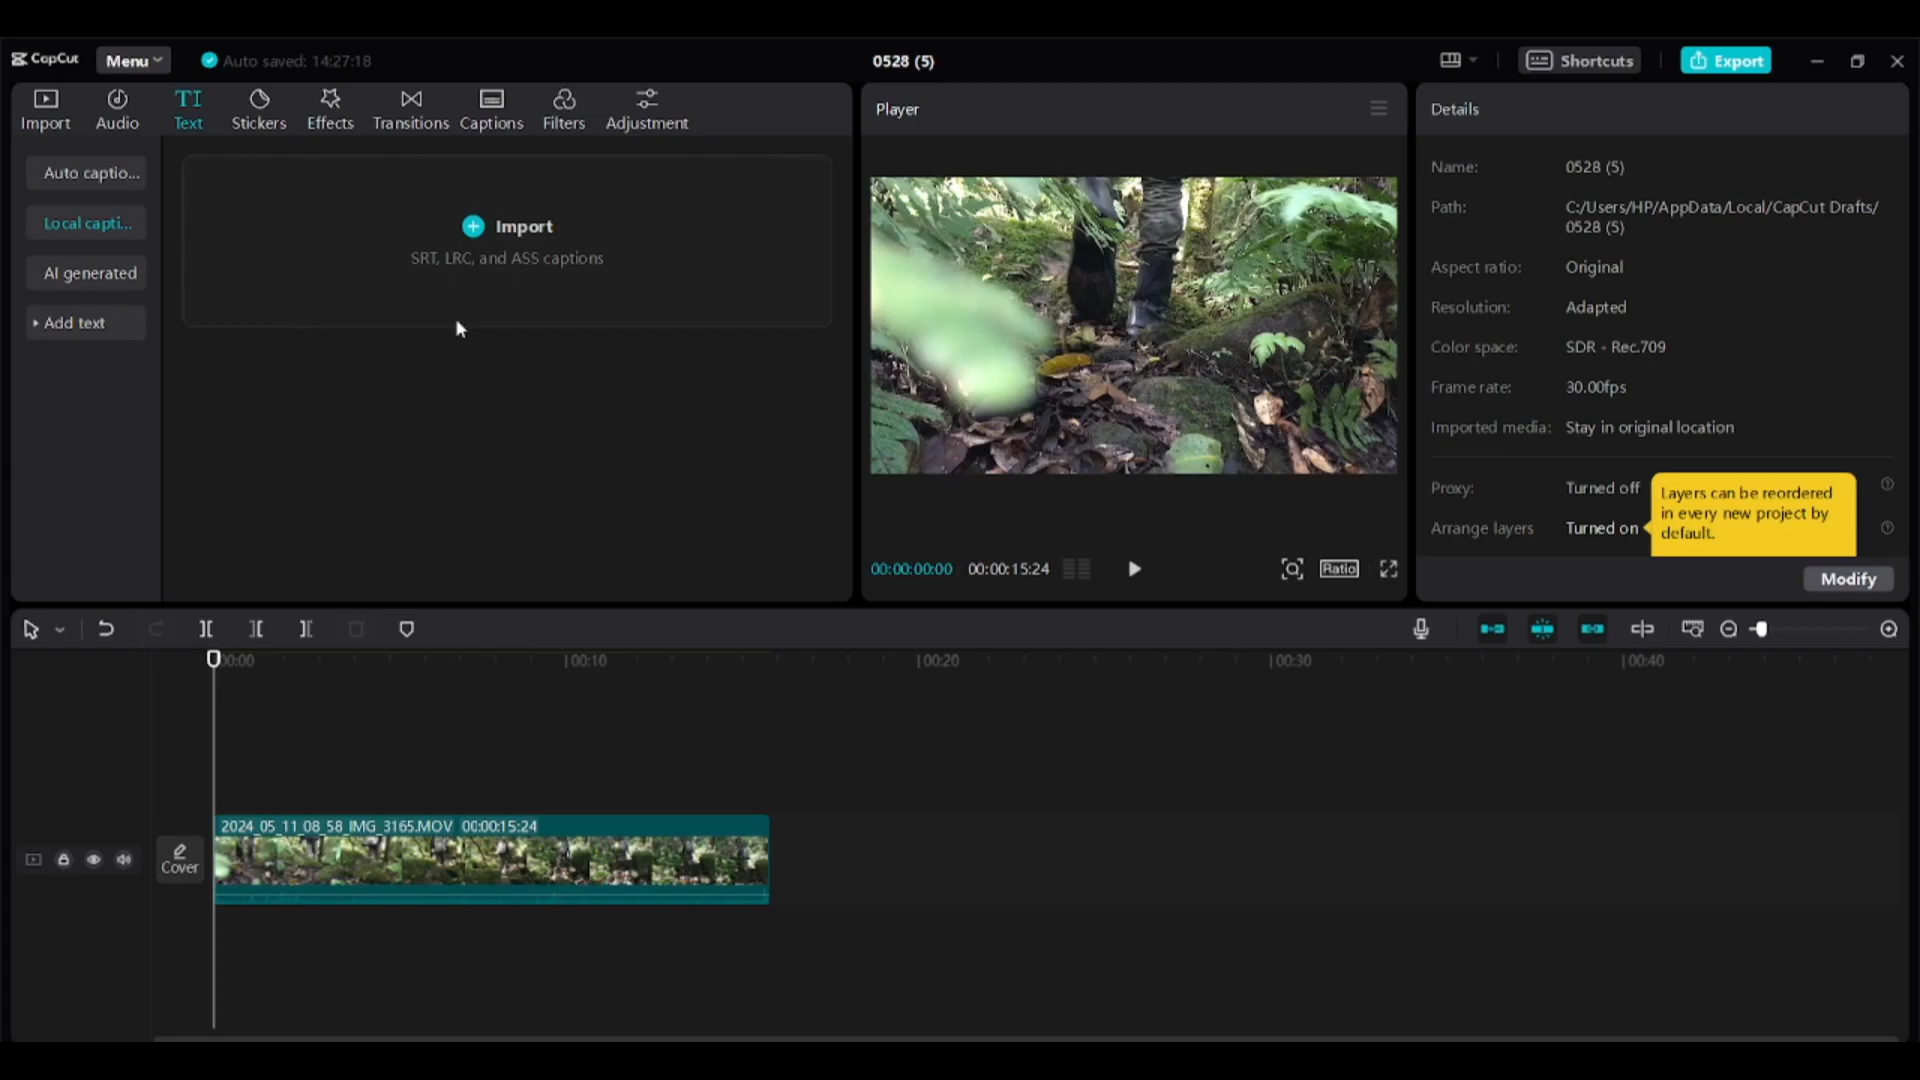 CapCut
Menu
Auto saved: 14:27:18
0528 (5)
Shortcuts
Export
Import
Audio
TI
Text
Stickers
Effects
Transitions
Captions
Filters
Adjustment
Player
Details
Auto captio...
Local capti...
AI generated
Add text
Import
SRT, LRC, and ASS captions
Name: 0528 (5)
Path: C:/Users/HP/AppData/Local/CapCut Drafts/
0528 (5)
Aspect ratio: Original
Resolution: Adapted
Color space: SDR - Rec.709
Frame rate: 30.00fps
Imported media: Stay in original location
Proxy: Turned off
Arrange layers Turned on
Layers can be reordered
in every new project by
default.
00:00:00:00 00:00:15:24
Ratio
Modify
00:00 00:10 00:20 00:30 00:40
2024_05_11_08_58_IMG_3165.MOV 00:00:15:24
Cover